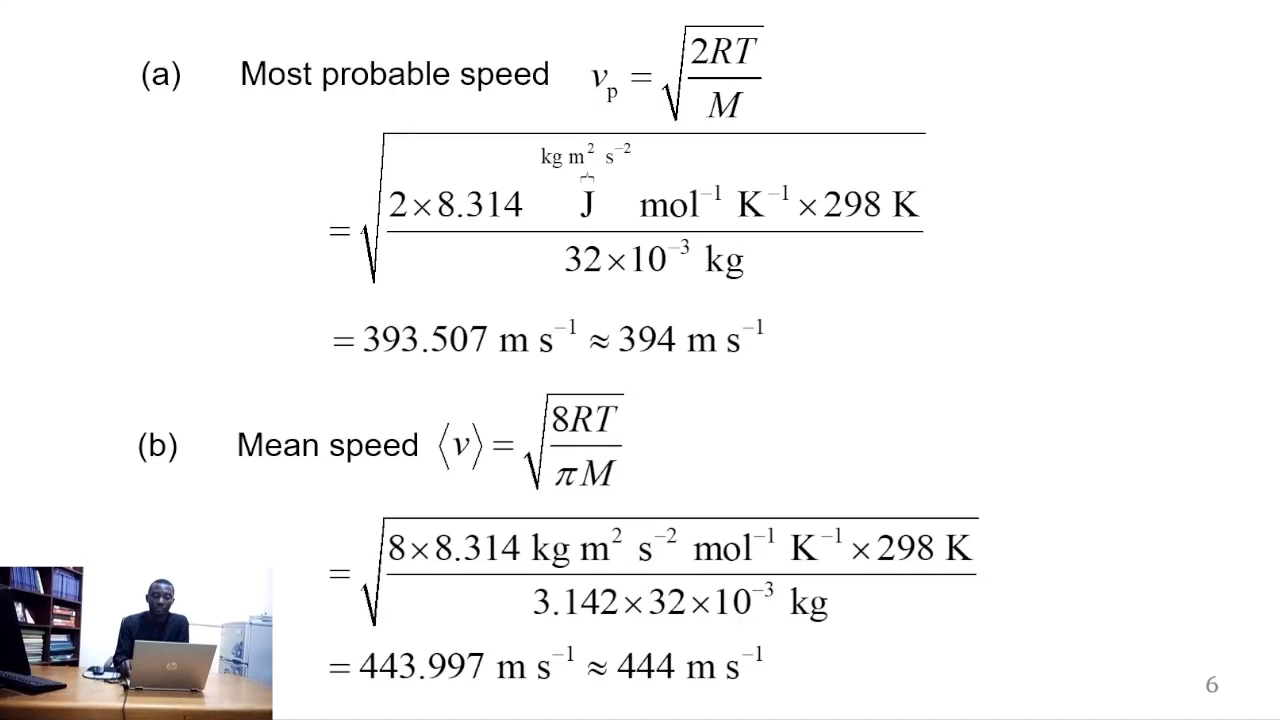 (a) Most probable speed v_p = √(2RT / M)
= √(2×8.314 J (kg m² s⁻²) mol⁻¹ K⁻¹ ×298 K / 32×10⁻³ kg)
= 393.507 m s⁻¹ ≈ 394 m s⁻¹
(b) Mean speed ⟨v⟩ = √(8RT / πM)
= √(8×8.314 kg m² s⁻² mol⁻¹ K⁻¹ ×298 K / 3.142×32×10⁻³ kg)
= 443.997 m s⁻¹ ≈ 444 m s⁻¹
6